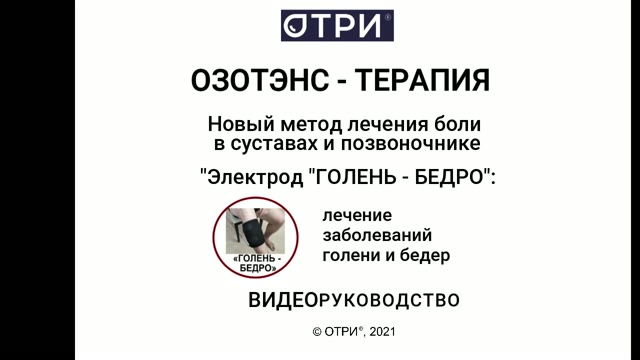 ОТРИ®
ОЗОТЭНС - ТЕРАПИЯ
Новый метод лечения боли
в суставах и позвоночнике
"Электрод "ГОЛЕНЬ - БЕДРО":
лечение
заболеваний
голени и бедер
«ГОЛЕНЬ -
БЕДРО»
ВИДЕОРУКОВОДСТВО
© ОТРИ®, 2021